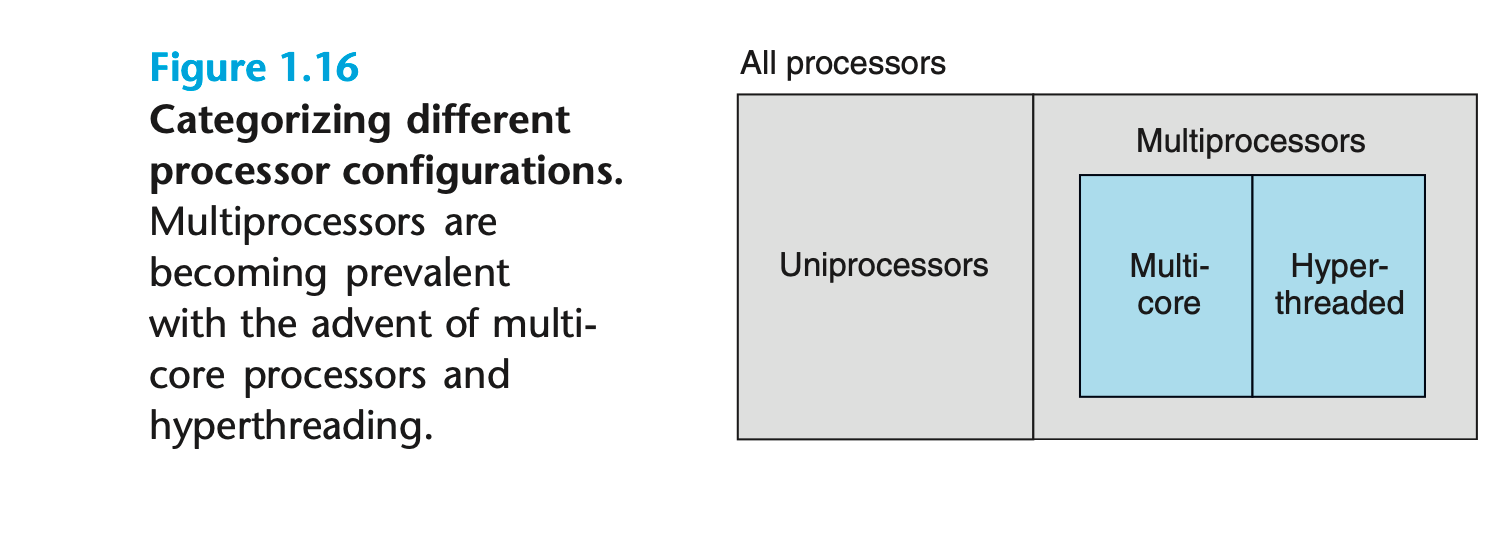 Figure 1.16
Categorizing different
processor configurations.
Multiprocessors are
becoming prevalent
with the advent of multi-
core processors and
hyperthreading.
All processors
Uniprocessors
Multiprocessors
Multi-
core
Hyper-
threaded